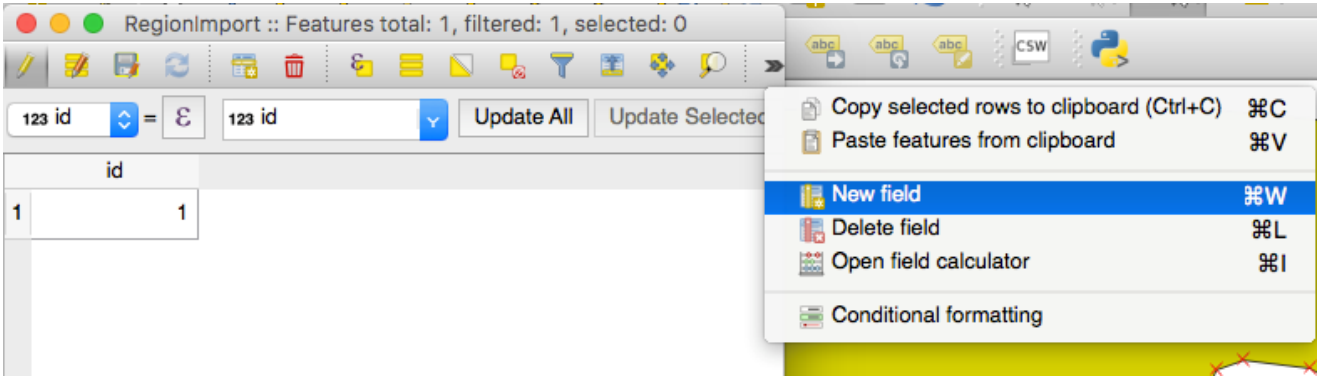 RegionImport :: Features total: 1, filtered: 1, selected: 0
abc abc abc CSW
123 id = ε 123 id Update All Update Selected
Copy selected rows to clipboard (Ctrl+C) ⌘C
Paste features from clipboard ⌘V
id
New field ⌘W
1 1
Delete field ⌘L
Open field calculator ⌘I
Conditional formatting